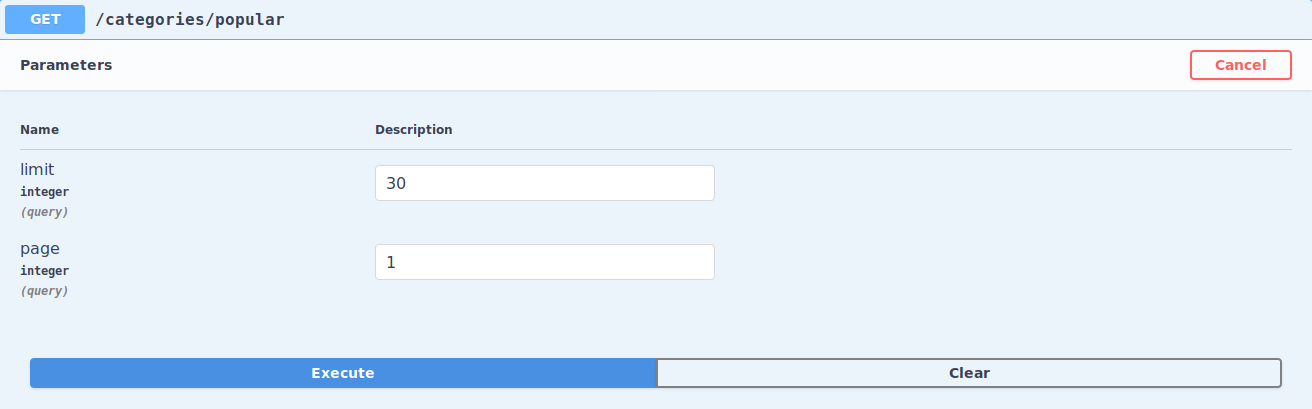 GET /categories/popular
Parameters Cancel
Name Description
limit
integer
(query)
30
page
integer
(query)
1
Execute Clear